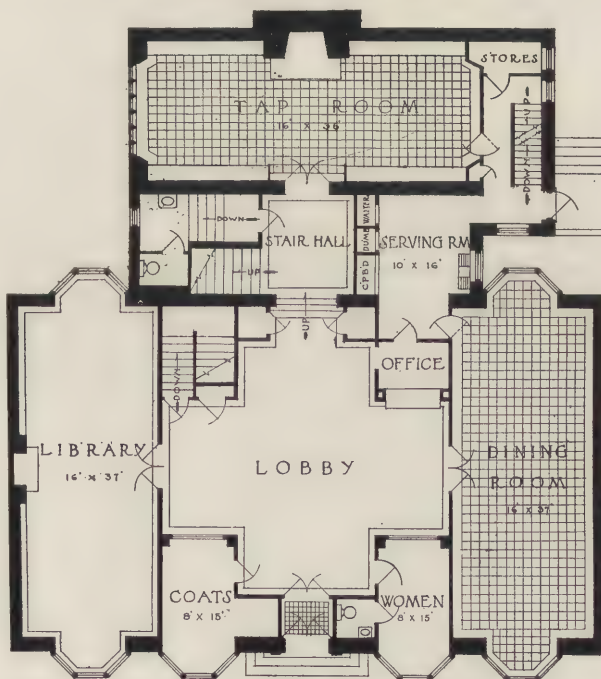 STORES
TAP ROOM
16' X 36'
UP
DOWN
DOWN
STAIR HALL
DUMB WAITER
CPB'D
SERVING RM
10' X 16'
UP
UP
OFFICE
DOWN
LIBRARY
16' X 37'
LOBBY
DINING
ROOM
16' X 37'
COATS
8' X 15'
WOMEN
8' X 15'